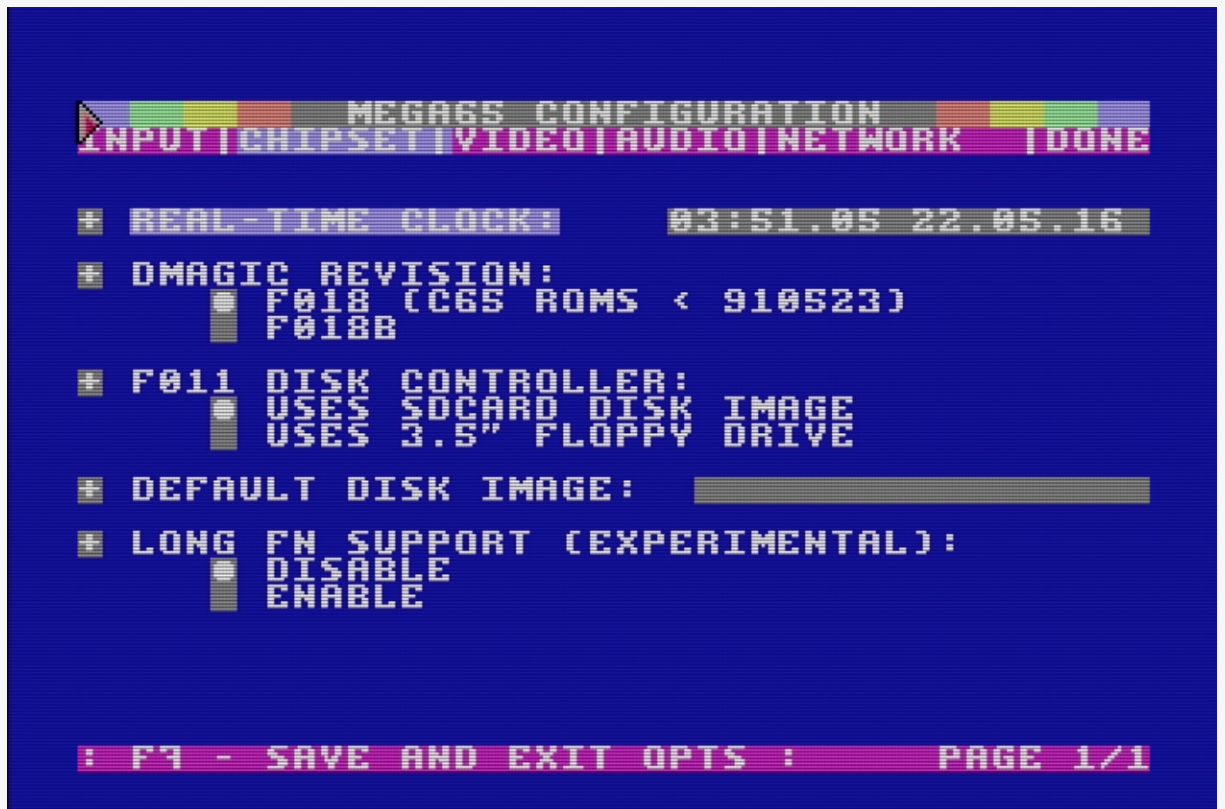 MEGA65 CONFIGURATION
INPUT|CHIPSET|VIDEO|AUDIO|NETWORK |DONE
+ REAL-TIME CLOCK: 03:51.05 22.05.16
+ DMAGIC REVISION:
F018 (C65 ROMS < 910523)
F018B
+ F011 DISK CONTROLLER:
USES SDCARD DISK IMAGE
USES 3.5" FLOPPY DRIVE
+ DEFAULT DISK IMAGE:
+ LONG FN SUPPORT (EXPERIMENTAL):
DISABLE
ENABLE
: F7 - SAVE AND EXIT OPTS : PAGE 1/1